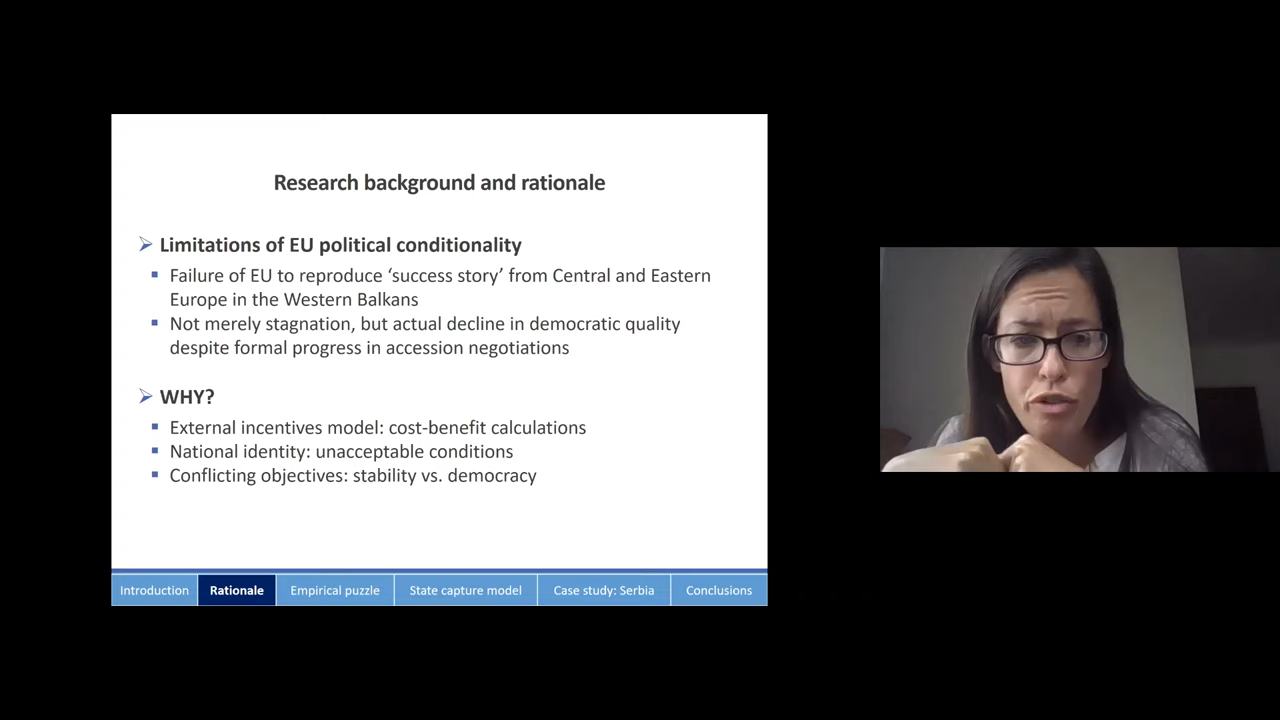 Research background and rationale
Limitations of EU political conditionality
Failure of EU to reproduce ‘success story’ from Central and Eastern
Europe in the Western Balkans
Not merely stagnation, but actual decline in democratic quality
despite formal progress in accession negotiations
WHY?
External incentives model: cost-benefit calculations
National identity: unacceptable conditions
Conflicting objectives: stability vs. democracy
Introduction Rationale Empirical puzzle State capture model Case study: Serbia Conclusions